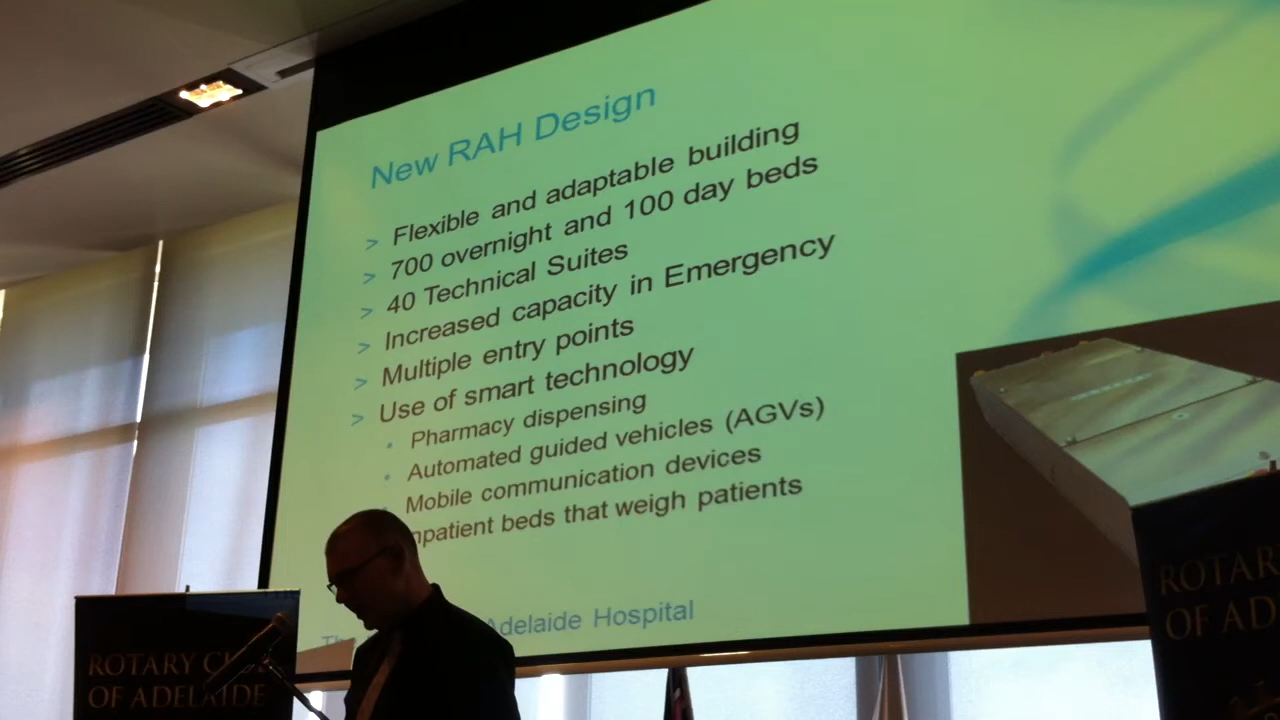 New RAH Design
> Flexible and adaptable building
> 700 overnight and 100 day beds
> 40 Technical Suites
> Increased capacity in Emergency
> Multiple entry points
> Use of smart technology
• Pharmacy dispensing
• Automated guided vehicles (AGVs)
• Mobile communication devices
npatient beds that weigh patients
Adelaide Hospital
ROTARY CLUB
OF ADELAIDE
ROTAR
OF AD